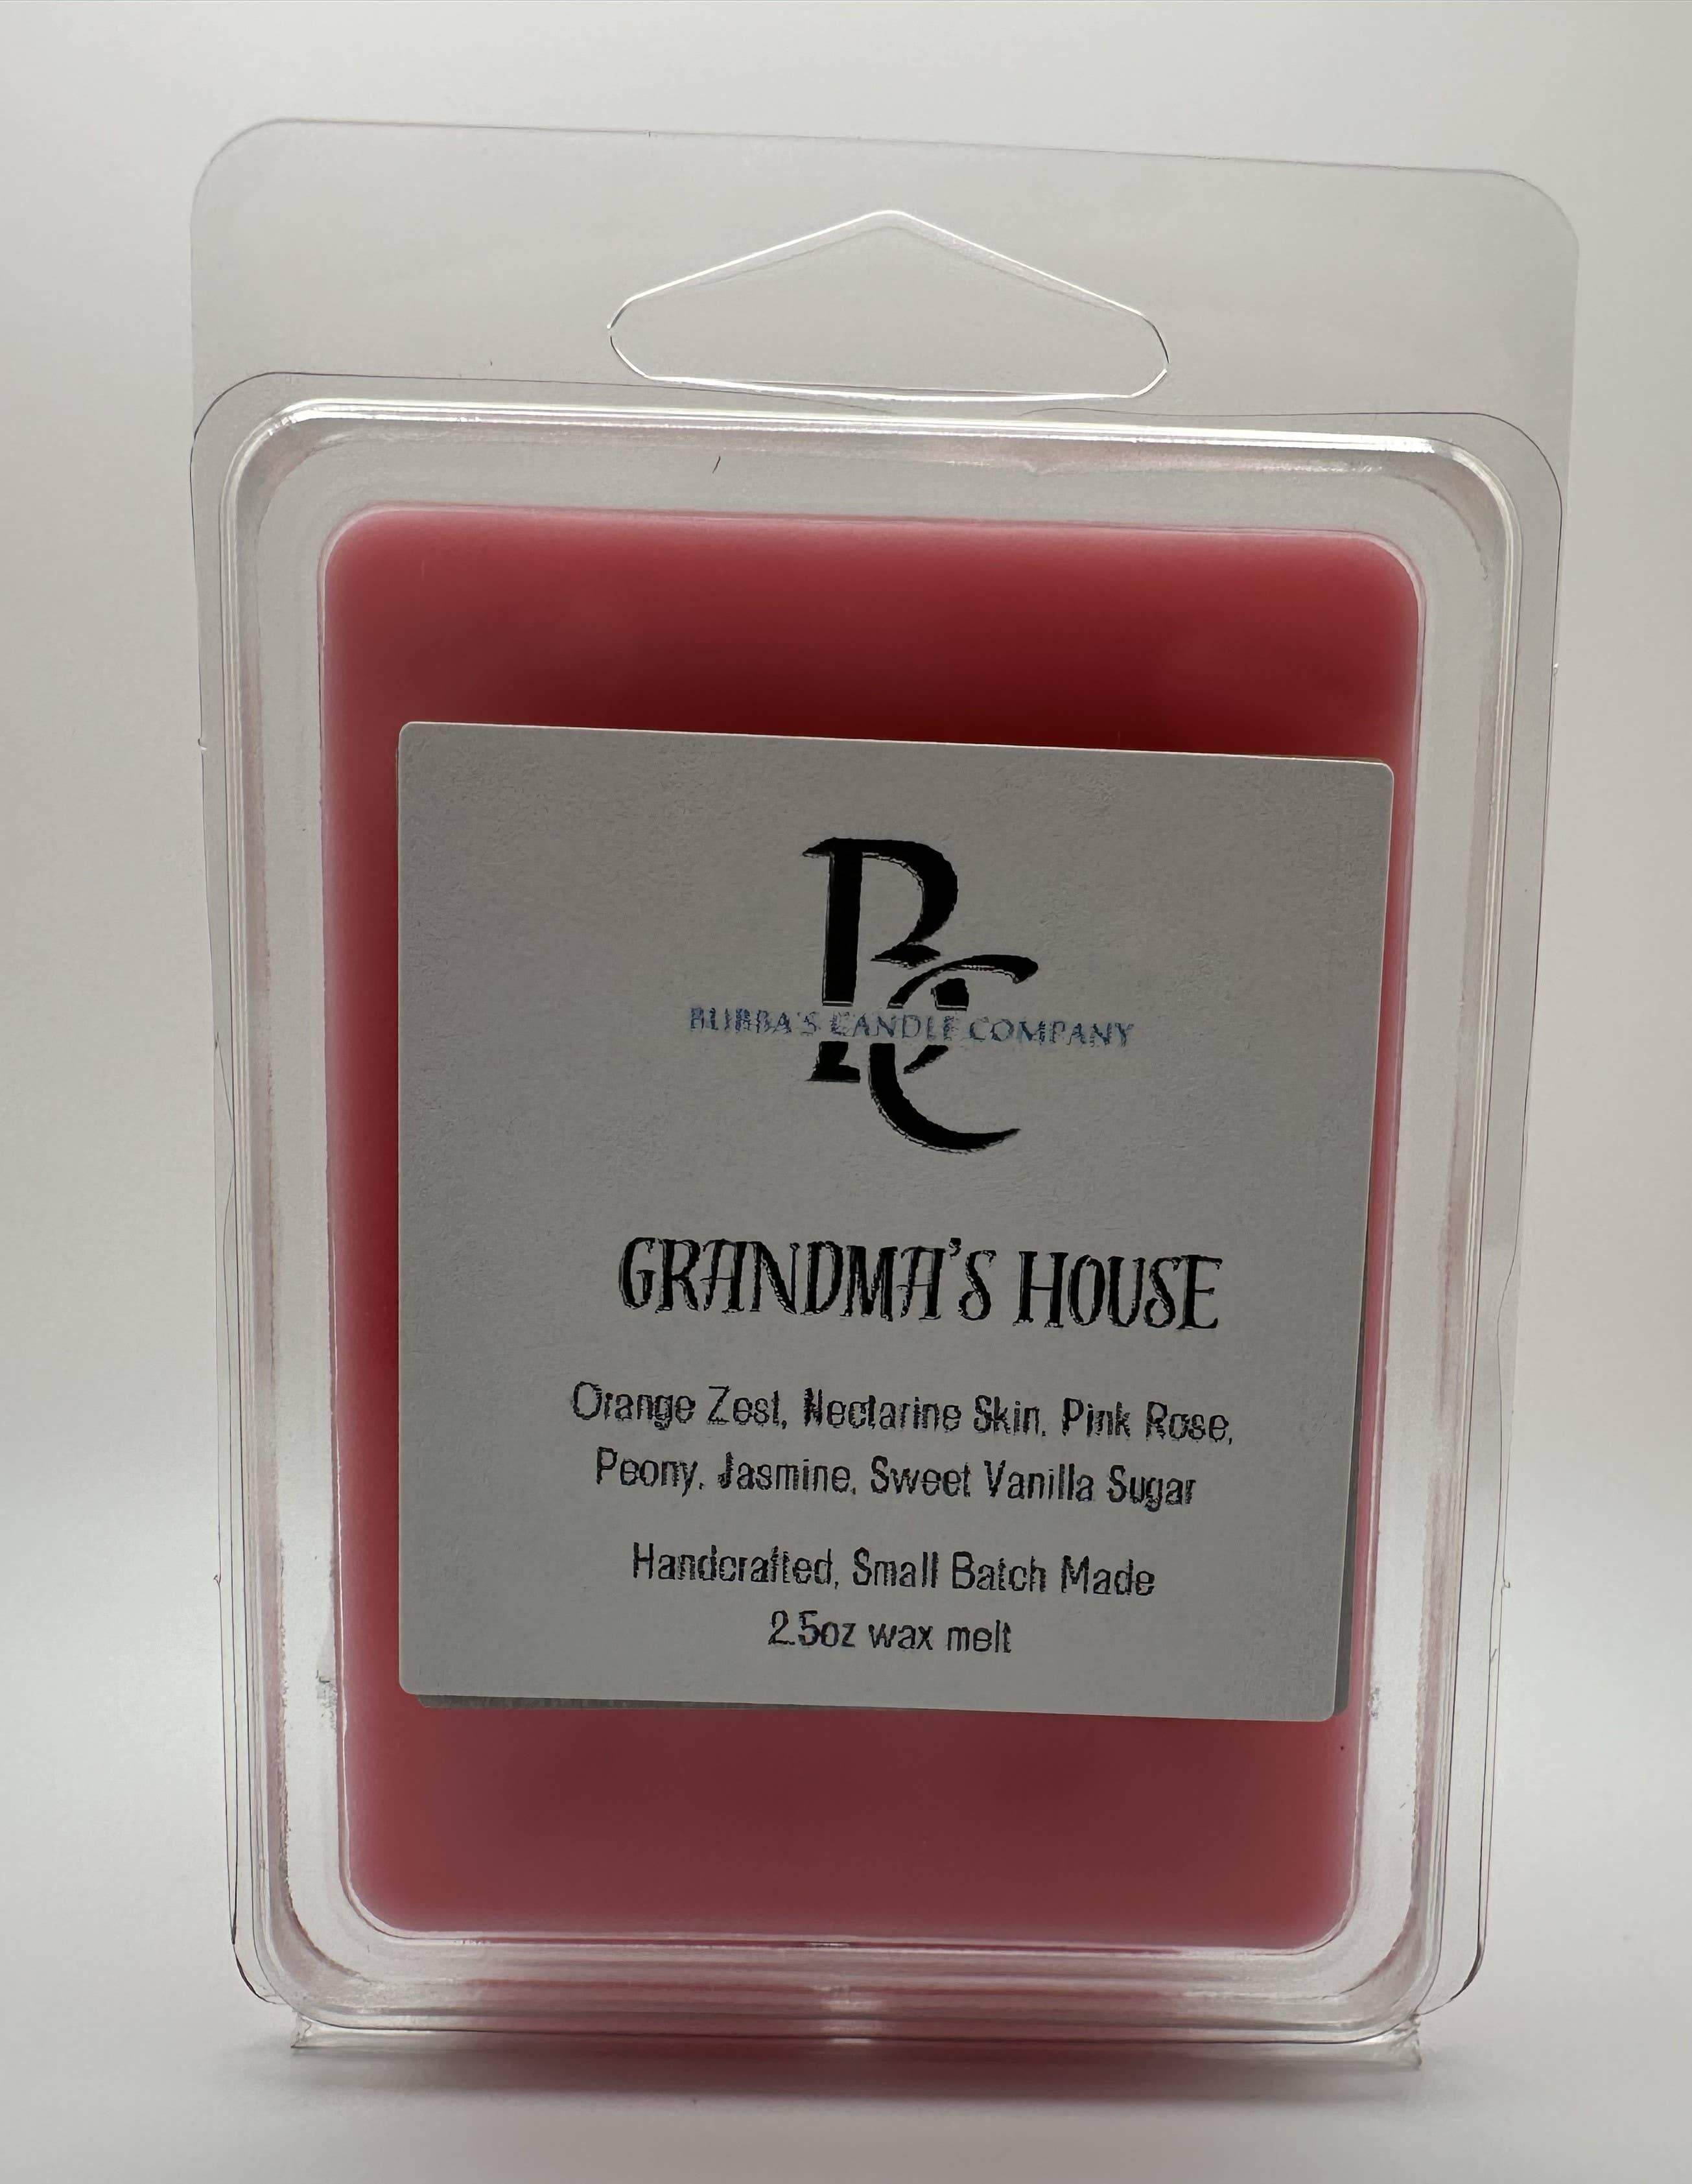 BC
BUBBA'S CANDLE COMPANY
GRANDMA'S HOUSE
Orange Zest, Nectarine Skin, Pink Rose,
Peony, Jasmine, Sweet Vanilla Sugar
Handcrafted, Small Batch Made
2.5oz wax melt